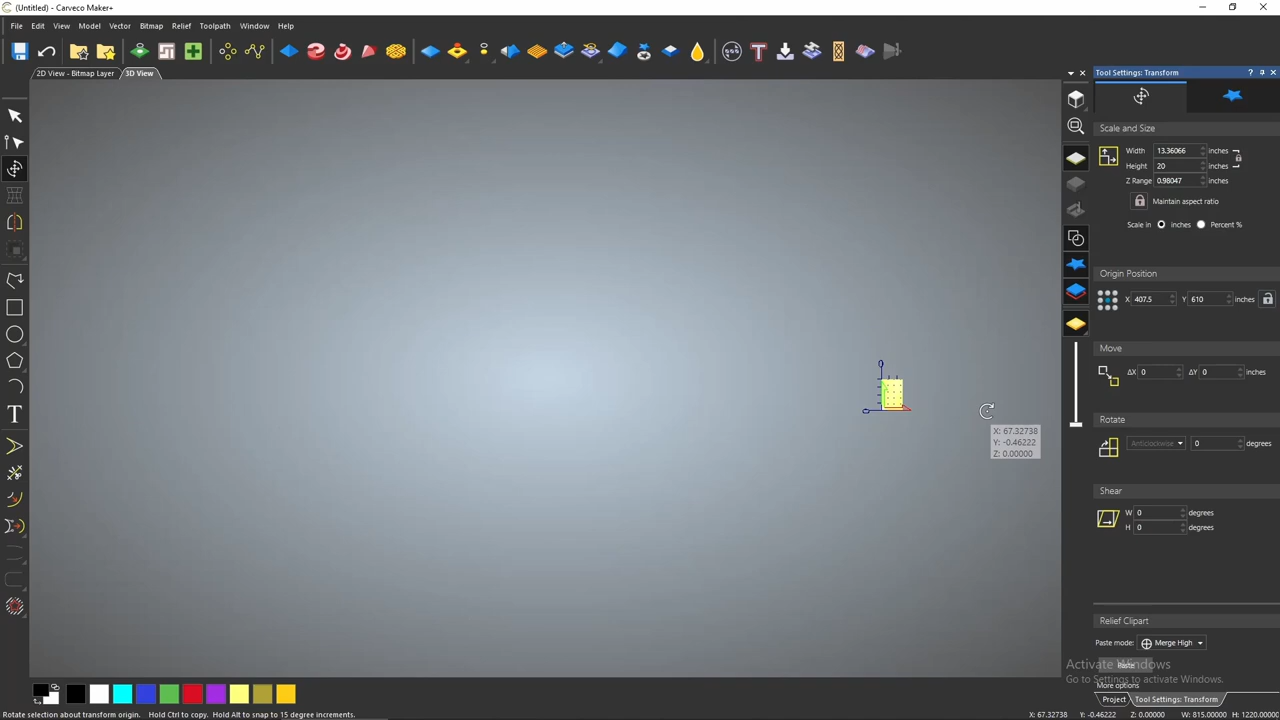 (Untitled) - Carveco Maker+
File Edit View Model Vector Bitmap Relief Toolpath Window Help
2D View - Bitmap Layer 3D View
Tool Settings: Transform
Scale and Size
Width 13.36066 inches
Height 20 inches
Z Range 0.98047 inches
Maintain aspect ratio
Scale in inches Percent %
Origin Position
X 407.5 Y 610 inches
Move
ΔX 0 ΔY 0 inches
Rotate
Anticlockwise 0 degrees
Shear
W 0 degrees
H 0 degrees
X: 67.32738
Y: -0.46222
Z: 0.00000
Relief Clipart
Paste mode: Merge High
Paste
More options
Activate Windows
Go to Settings to activate Windows.
Project Tool Settings: Transform
Rotate selection about transform origin. Hold Ctrl to copy. Hold Alt to snap to 15 degree increments.
X: 67.32738 Y: -0.46222 Z: 0.00000 W: 815.00000 H: 1220.00000